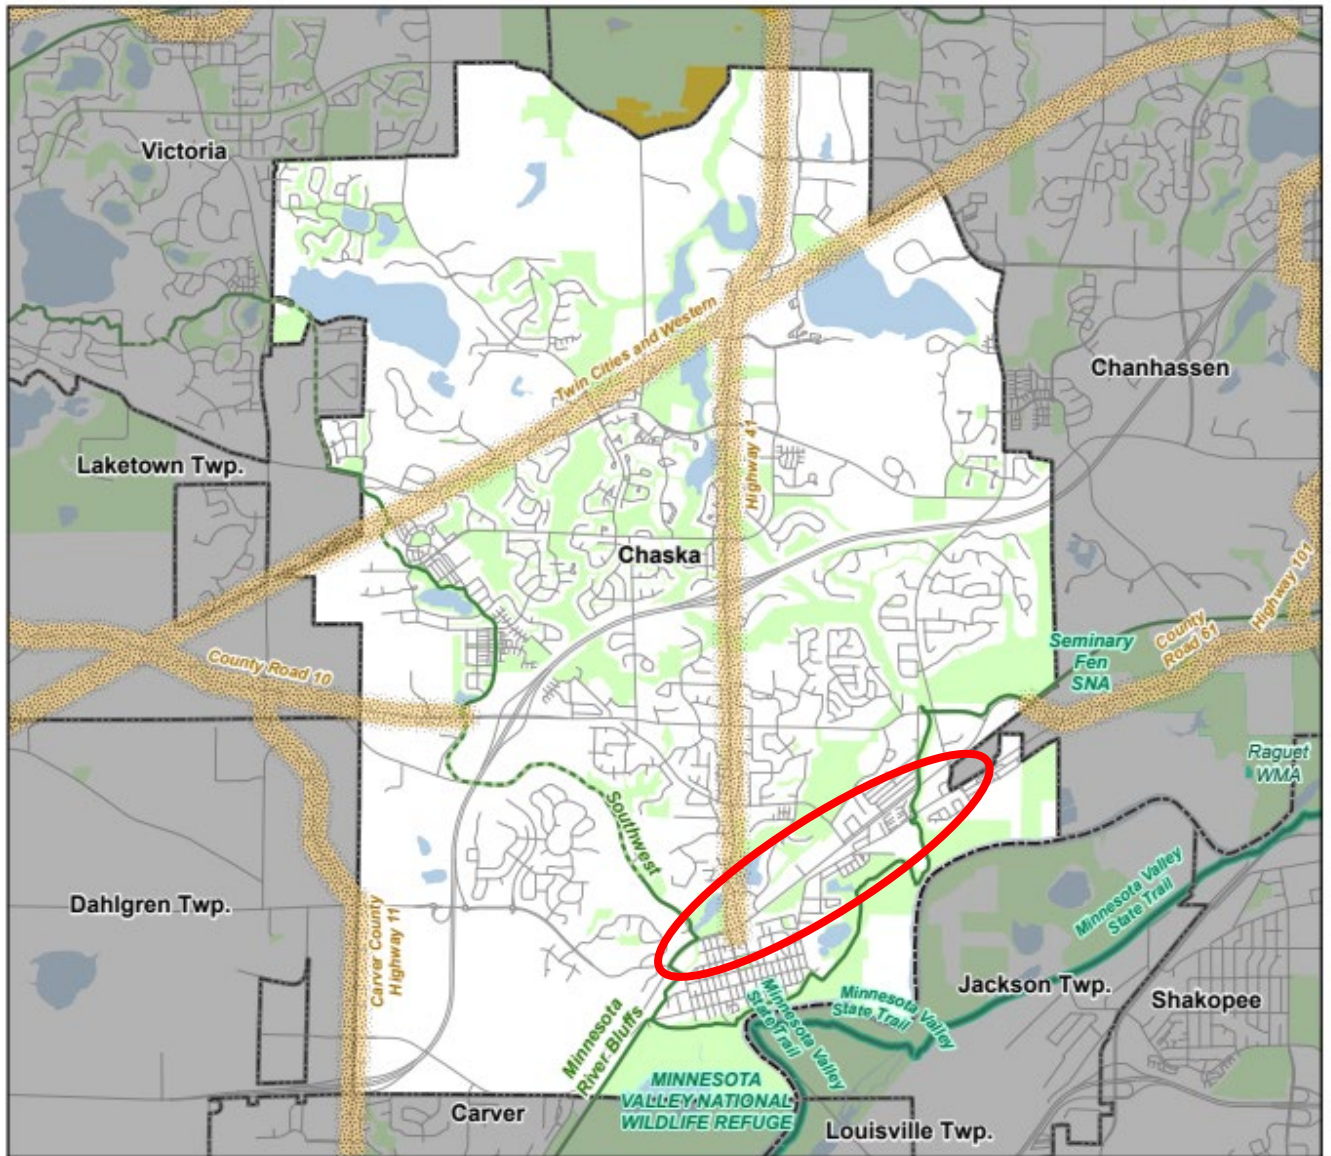 Victoria
Twin Cities and Western
Chanhassen
Laketown Twp.
Highway 41
Chaska
Highway 101
County
Road 61
Seminary
Fen
SNA
County Road 10
Raguet
WMA
Southwest
Minnesota Valley
State Trail
Dahlgren Twp.
Carver County
Highway 11
Jackson Twp.
Shakopee
Minnesota Valley
State Trail
Minnesota Valley
State Trail
Minnesota
River Bluffs
MINNESOTA
VALLEY NATIONAL
WILDLIFE REFUGE
Carver
Louisville Twp.